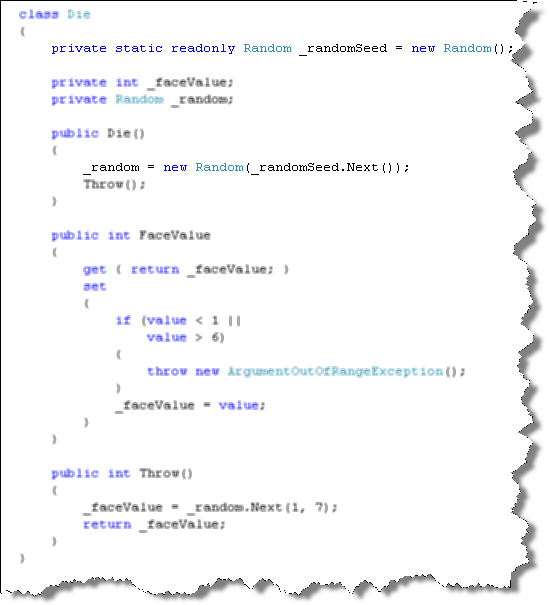 class Die
{
    private static readonly Random _randomSeed = new Random();

    private int _faceValue;
    private Random _random;

    public Die()
    {
        _random = new Random(_randomSeed.Next());
        Throw();
    }

    public int FaceValue
    {
        get { return _faceValue; }
        set
        {
            if (value < 1 ||
                value > 6)
            {
                throw new ArgumentOutOfRangeException();
            }
            _faceValue = value;
        }
    }

    public int Throw()
    {
        _faceValue = _random.Next(1, 7);
        return _faceValue;
    }
}